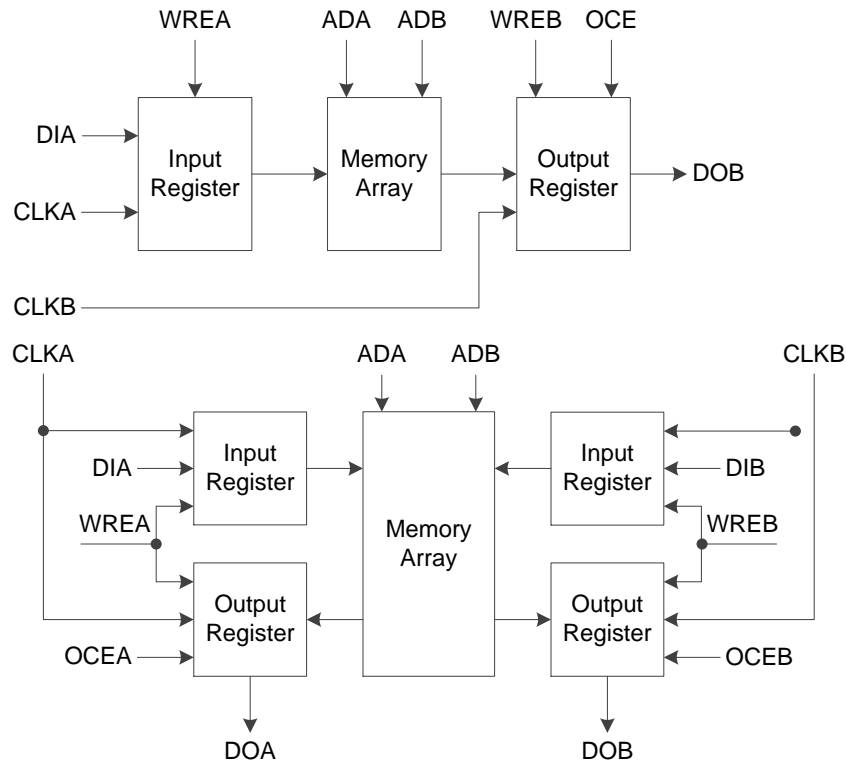 WREA
ADA
ADB
WREB
OCE
DIA
Input
Register
Memory
Array
Output
Register
DOB
CLKA
CLKB
CLKA
ADA
ADB
CLKB
Input
Register
Input
Register
DIA
DIB
WREA
Memory
Array
WREB
Output
Register
Output
Register
OCEA
OCEB
DOA
DOB